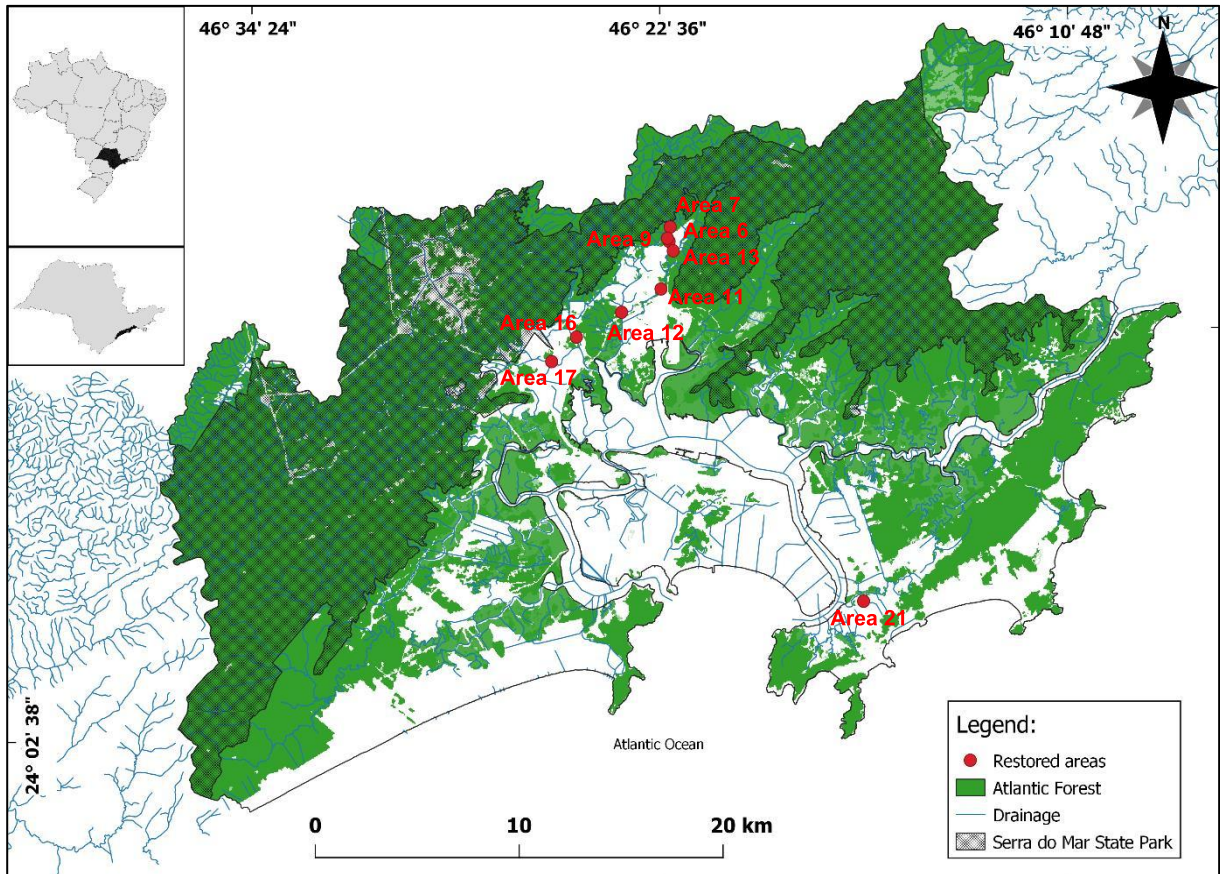 46° 34' 24"
46° 22' 36"
46° 10' 48"
N
Area 7
Area 6
Area 9
Area 13
Area 11
Area 16
Area 12
Area 17
Area 21
24° 02' 38"
Atlantic Ocean
0 10 20 km
Legend:
Restored areas
Atlantic Forest
Drainage
Serra do Mar State Park